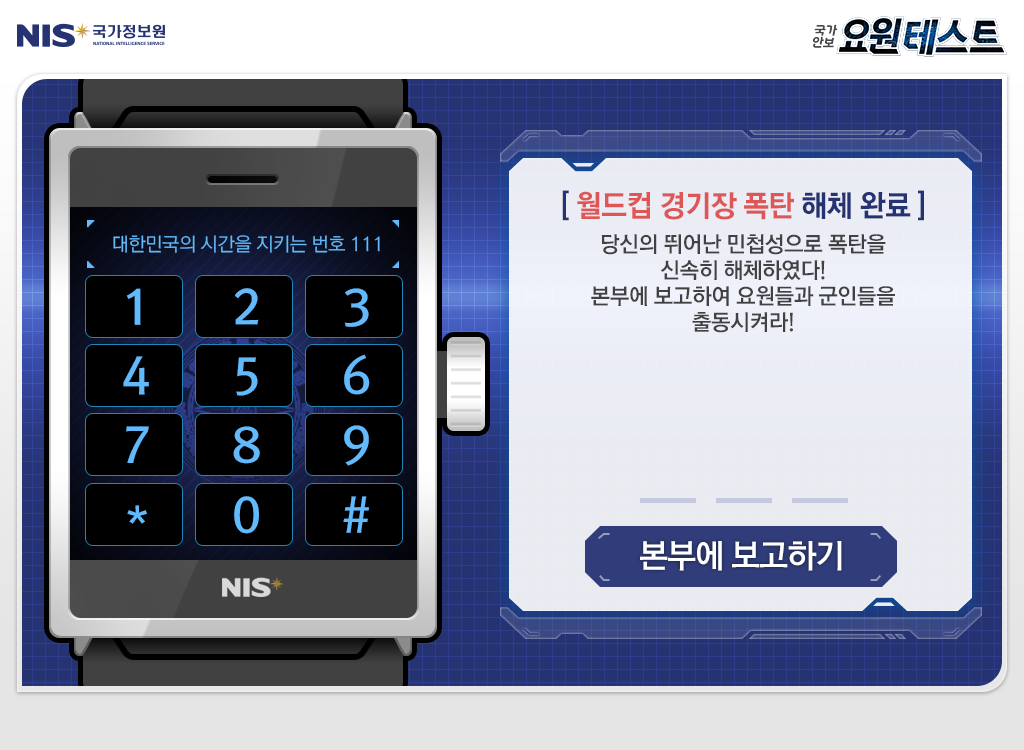 NIS 국가정보원
NATIONAL INTELLIGENCE SERVICE
국가안보 요원테스트
대한민국의 시간을 지키는 번호 111
1 2 3
4 5 6
7 8 9
* 0 #
NIS
[ 월드컵 경기장 폭탄 해체 완료 ]
당신의 뛰어난 민첩성으로 폭탄을
신속히 해체하였다!
본부에 보고하여 요원들과 군인들을
출동시켜라!
본부에 보고하기